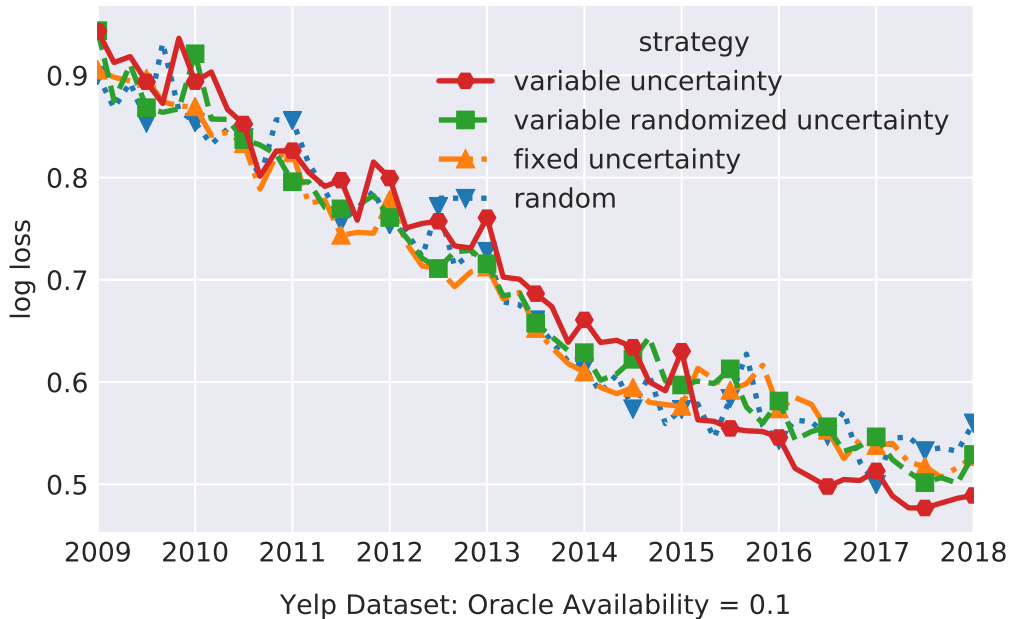 strategy
variable uncertainty
variable randomized uncertainty
fixed uncertainty
random
log loss
0.9
0.8
0.7
0.6
0.5
2009 2010 2011 2012 2013 2014 2015 2016 2017 2018
Yelp Dataset: Oracle Availability = 0.1